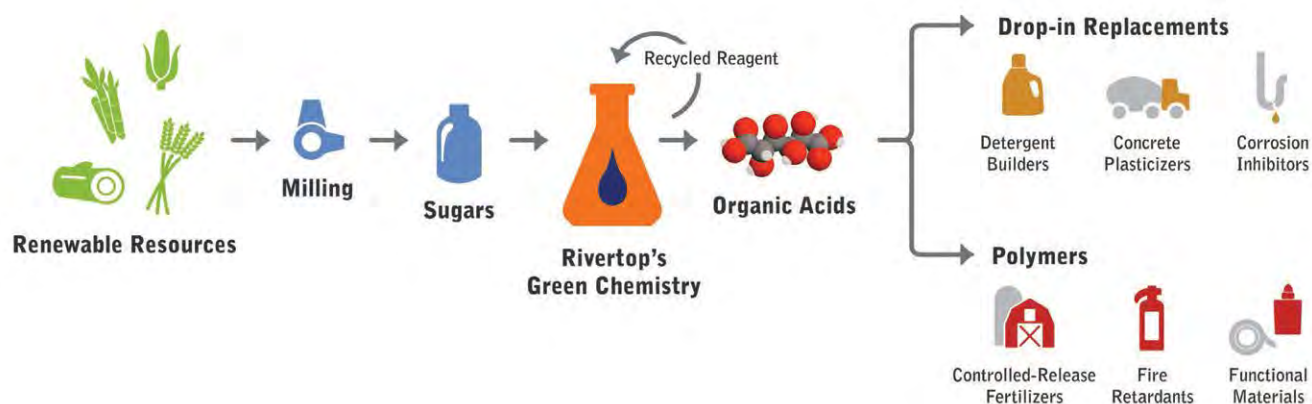 Renewable Resources
Milling
Sugars
Rivertop's
Green Chemistry
Recycled Reagent
Organic Acids
Drop-in Replacements
Detergent
Builders
Concrete
Plasticizers
Corrosion
Inhibitors
Polymers
Controlled-Release
Fertilizers
Fire
Retardants
Functional
Materials